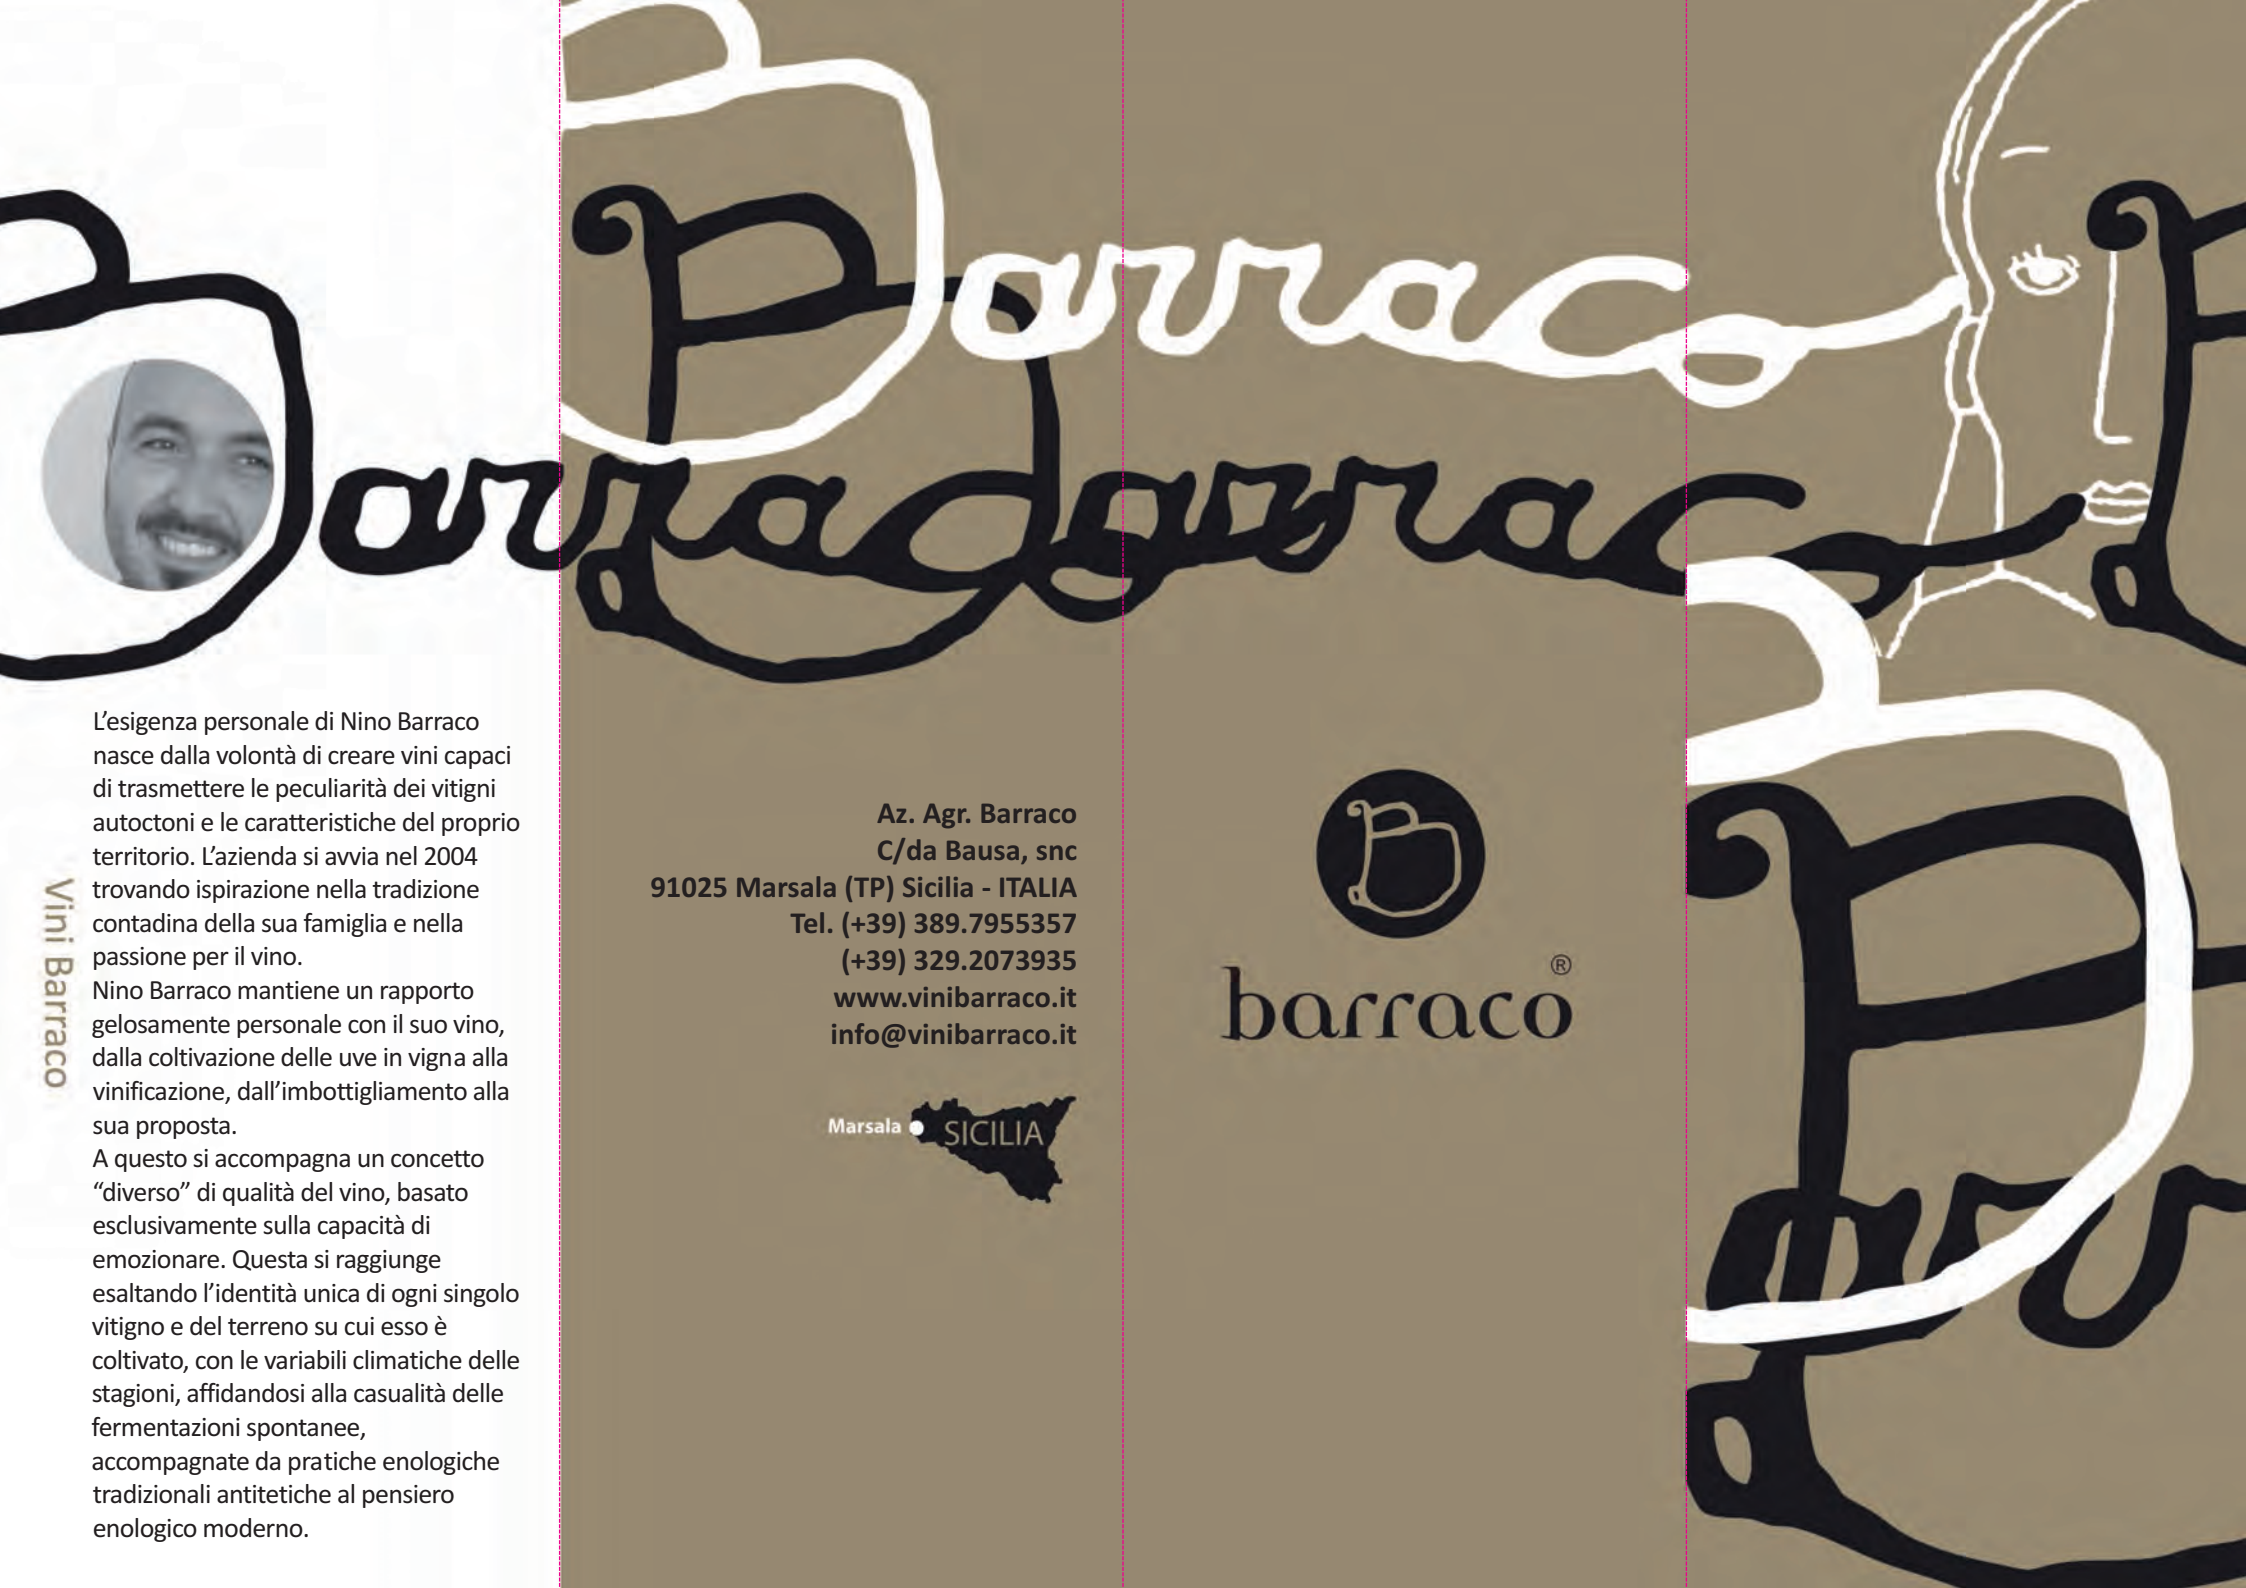 Barraco
Barraco
Barraco
L’esigenza personale di Nino Barraco
nasce dalla volontà di creare vini capaci
di trasmettere le peculiarità dei vitigni
autoctoni e le caratteristiche del proprio
territorio. L’azienda si avvia nel 2004
trovando ispirazione nella tradizione
contadina della sua famiglia e nella
passione per il vino.
Nino Barraco mantiene un rapporto
gelosamente personale con il suo vino,
dalla coltivazione delle uve in vigna alla
vinificazione, dall’imbottigliamento alla
sua proposta.
A questo si accompagna un concetto
“diverso” di qualità del vino, basato
esclusivamente sulla capacità di
emozionare. Questa si raggiunge
esaltando l’identità unica di ogni singolo
vitigno e del terreno su cui esso è
coltivato, con le variabili climatiche delle
stagioni, affidandosi alla casualità delle
fermentazioni spontanee,
accompagnate da pratiche enologiche
tradizionali antitetiche al pensiero
enologico moderno.
Vini Barraco
Az. Agr. Barraco
C/da Bausa, snc
91025 Marsala (TP) Sicilia - ITALIA
Tel. (+39) 389.7955357
(+39) 329.2073935
www.vinibarraco.it
info@vinibarraco.it
Marsala
SICILIA
B
barraco ®